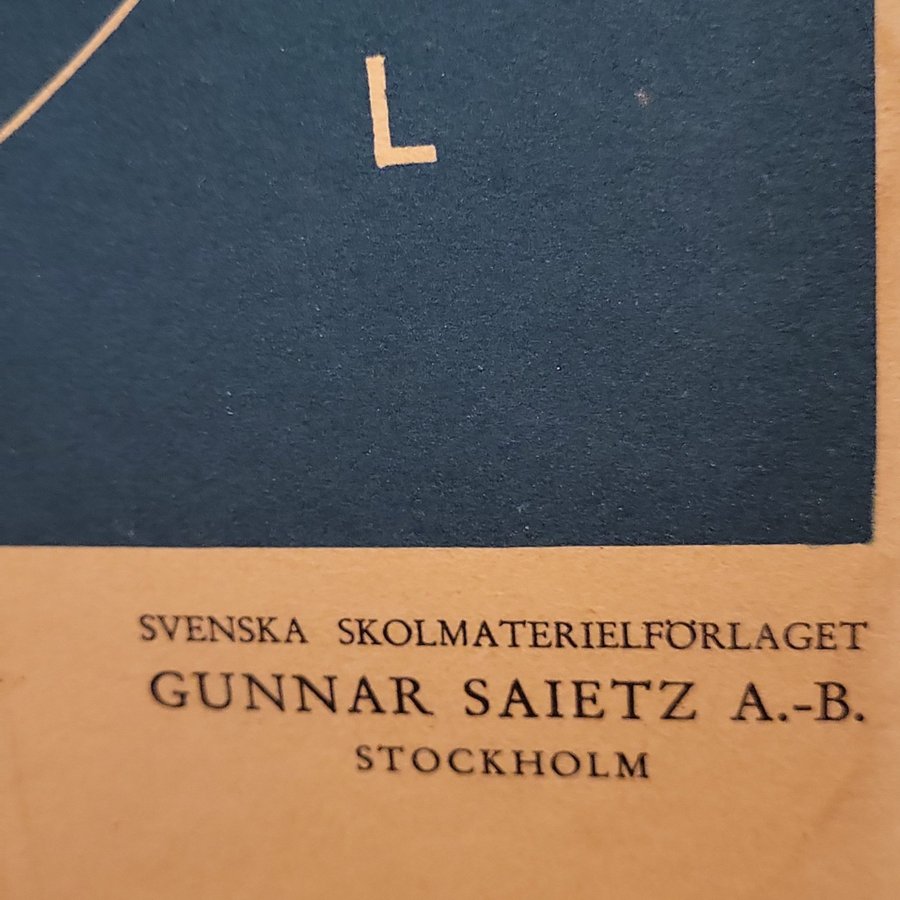 L
SVENSKA SKOLMATERIELFÖRLAGET
GUNNAR SAIETZ A.-B.
STOCKHOLM